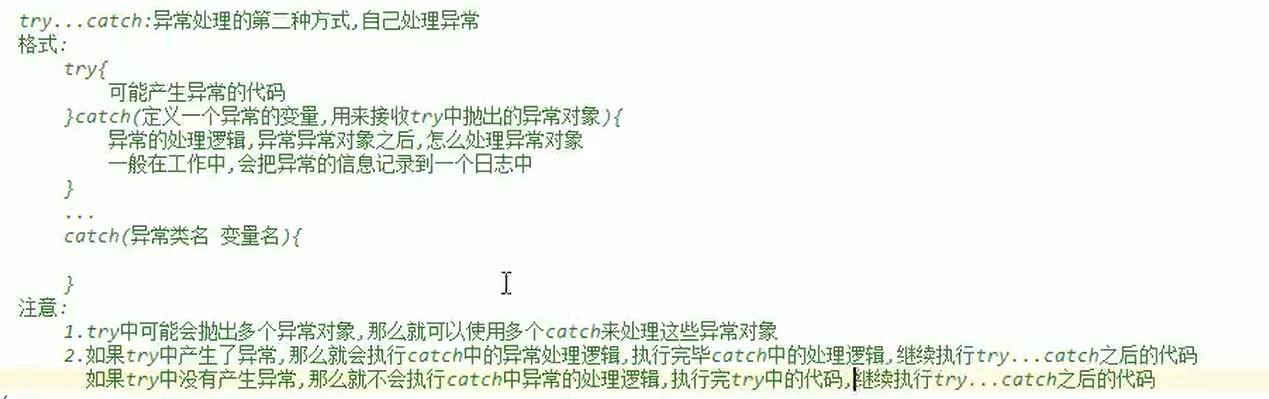 try...catch:异常处理的第二种方式,自己处理异常
格式:
try{
可能产生异常的代码
}catch(定义一个异常的变量,用来接收try中抛出的异常对象){
异常的处理逻辑,异常异常对象之后,怎么处理异常对象
一般在工作中,会把异常的信息记录到一个日志中
}
...
catch(异常类名 变量名){
}
注意:
1.try中可能会抛出多个异常对象,那么就可以使用多个catch来处理这些异常对象
2.如果try中产生了异常,那么就会执行catch中的异常处理逻辑,执行完毕catch中的处理逻辑,继续执行try...catch之后的代码
如果try中没有产生异常,那么就不会执行catch中异常的处理逻辑,执行完try中的代码,继续执行try...catch之后的代码